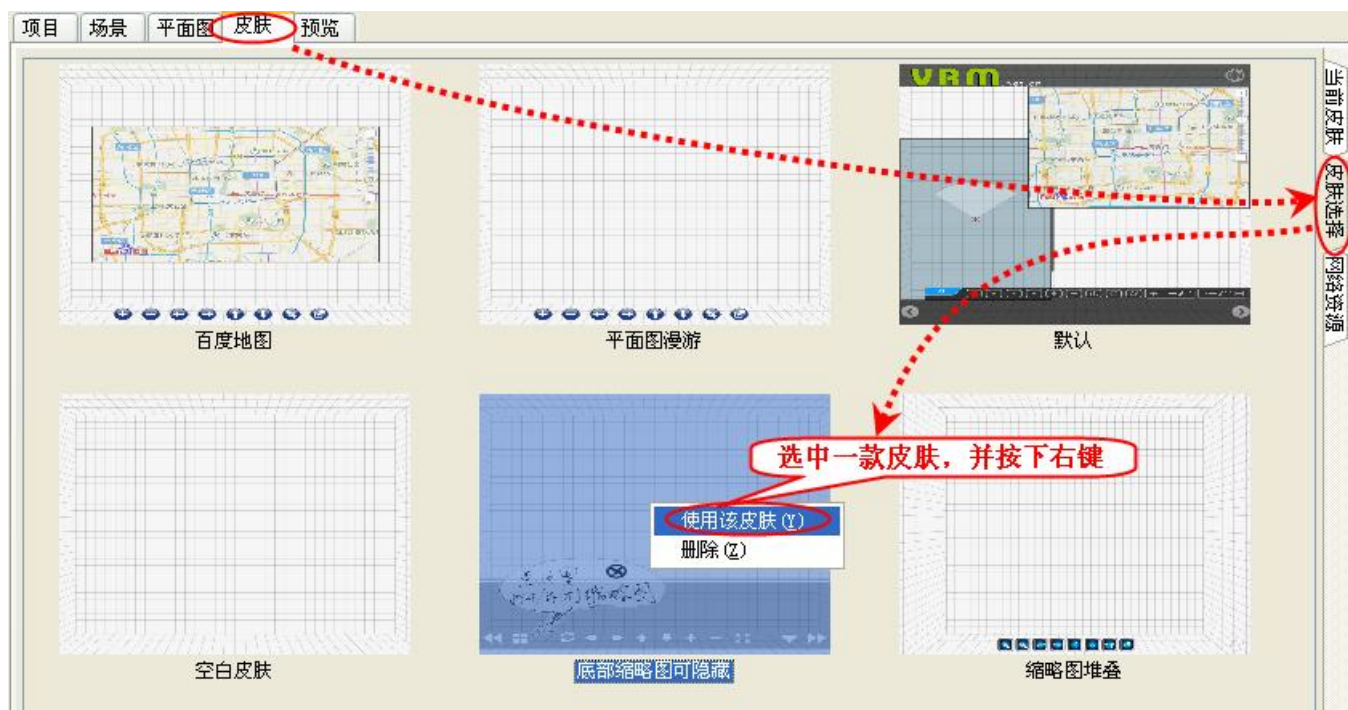 项目
场景
平面图
皮肤
预览
VRM
当前皮肤
皮肤选择
网络资源
百度地图
平面图漫游
默认
选中一款皮肤，并按下右键
使用该皮肤(Y)
删除(Z)
空白皮肤
底部缩略图可隐藏
缩略图堆叠